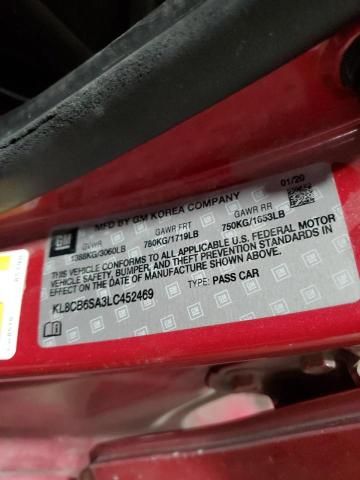 MFD BY GM KOREA COMPANY
01/20
GVWR GAWR FRT GAWR RR
1388KG/3060LB 780KG/1719LB 750KG/1653LB
THIS VEHICLE CONFORMS TO ALL APPLICABLE U.S. FEDERAL MOTOR
VEHICLE SAFETY, BUMPER, AND THEFT PREVENTION STANDARDS IN
EFFECT ON THE DATE OF MANUFACTURE SHOWN ABOVE.
KL8CB6SA3LC452469 TYPE: PASS CAR
GM